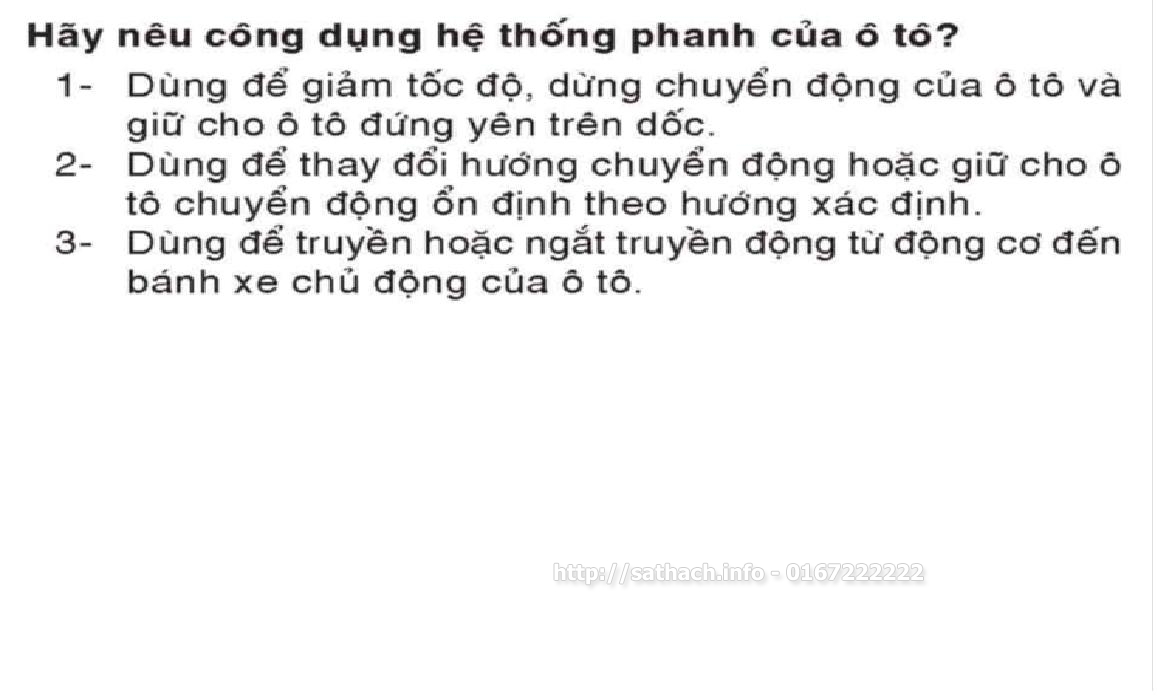 Hãy nêu công dụng hệ thống phanh của ô tô?
1- Dùng để giảm tốc độ, dừng chuyển động của ô tô và
giữ cho ô tô đứng yên trên dốc.
2- Dùng để thay đổi hướng chuyển động hoặc giữ cho ô
tô chuyển động ổn định theo hướng xác định.
3- Dùng để truyền hoặc ngắt truyền động từ động cơ đến
bánh xe chủ động của ô tô.
http://sathach.info - 0167222222